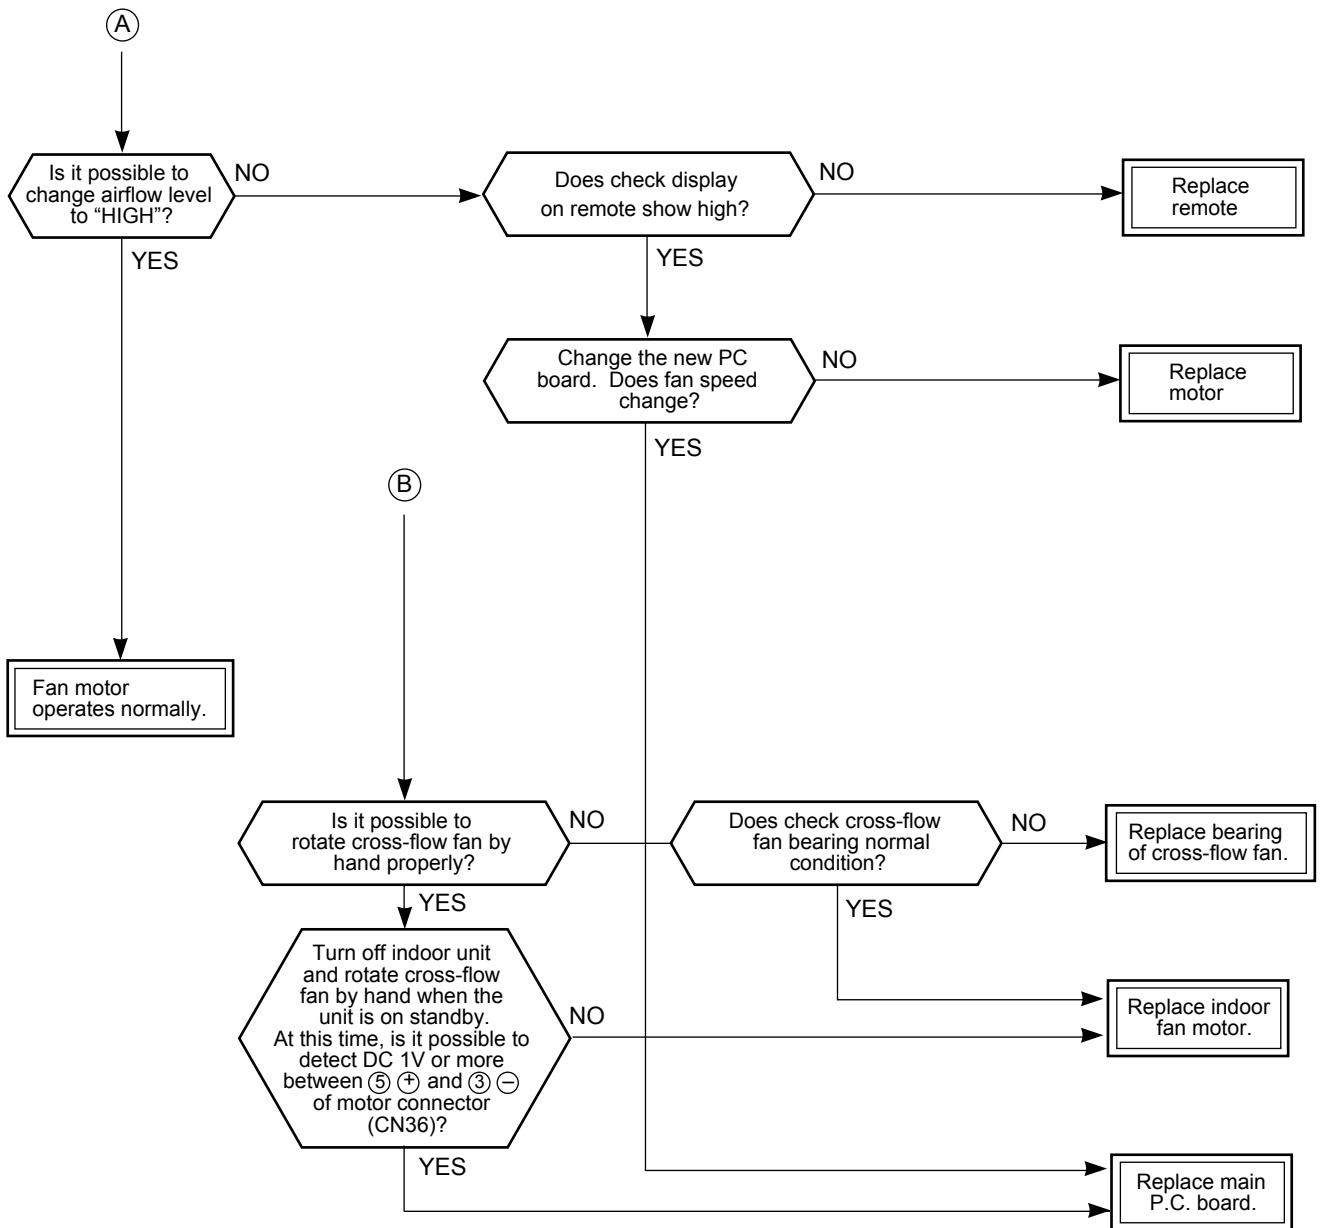 A
Is it possible to
change airflow level
to “HIGH”?
NO
YES
Does check display
on remote show high?
NO
YES
Replace
remote
Change the new PC
board.  Does fan speed
change?
NO
YES
Replace
motor
B
Fan motor
operates normally.
Is it possible to
rotate cross-flow fan by
hand properly?
NO
YES
Does check cross-flow
fan bearing normal
condition?
NO
YES
Replace bearing
of cross-flow fan.
Turn off indoor unit
and rotate cross-flow
fan by hand when the
unit is on standby.
At this time, is it possible to
detect DC 1V or more
between ⑤ ⊕ and ③ ⊖
of motor connector
(CN36)?
NO
YES
Replace indoor
fan motor.
Replace main
P.C. board.